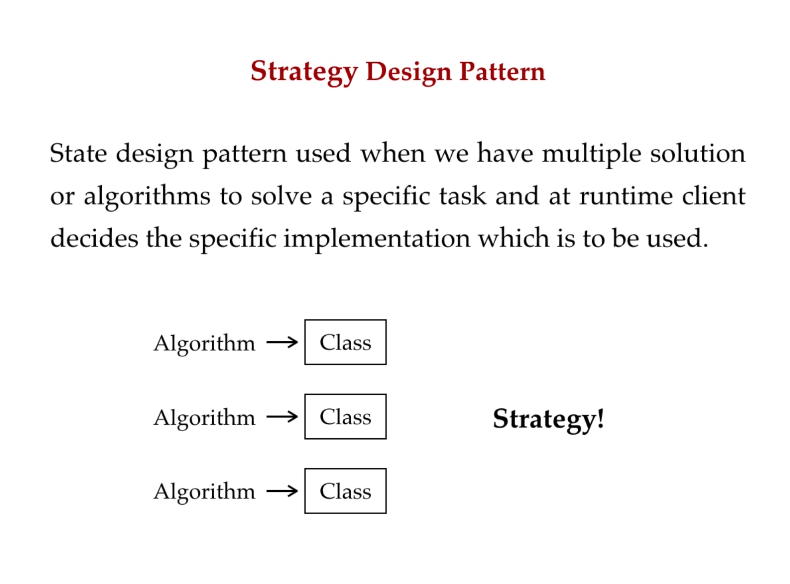 Strategy Design Pattern
State design pattern used when we have multiple solution
or algorithms to solve a specific task and at runtime client
decides the specific implementation which is to be used.
Algorithm → Class
Algorithm → Class
Strategy!
Algorithm → Class